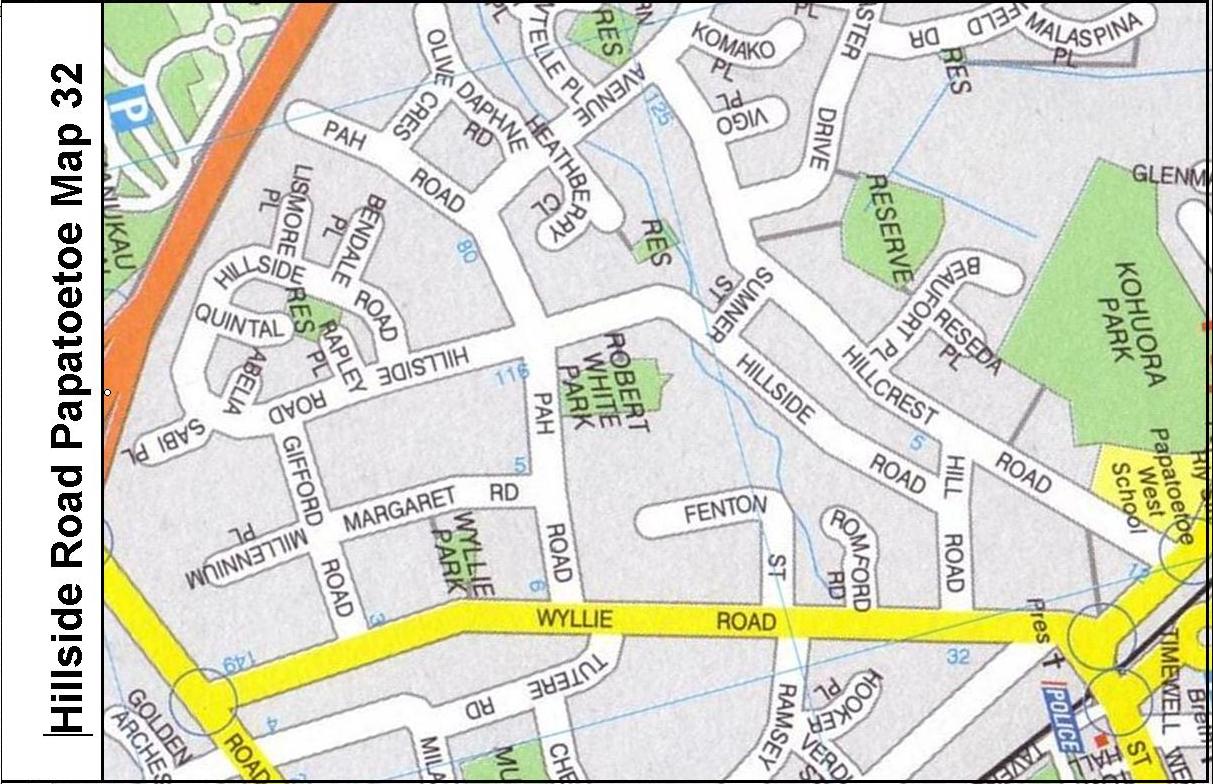 Hillside Road Papatoetoe Map 32
P
OLIVE
CRES
DAPHNE
RD
PAH
ROAD
RES
KOMAKO
PL
VIGO
PL
AVENUE
125
HEATHBERRY
CL
DRIVE
DR
MALASPINA
PL
RES
RESERVE
GLENM
KOHUORA
PARK
BEAUFORT
PL
RESEDA
PL
LISMORE
PL
BENDALE
PL
HILLSIDE
ROAD
RES
QUINTAL
RAPLEY
PL
ABELIA
SABI PL
80
RES
SUMNER
ST
HILLSIDE
ROAD
116
ROBERT
WHITE
PARK
PAH
ROAD
HILLSIDE
ROAD
HILLCREST
ROAD
5
HILL
ROAD
Papatoetoe
West
School
GIFFORD
ROAD
MARGARET
RD
5
MILLENNIUM
PL
WYLLIE
PARK
FENTON
ST
ROMFORD
RD
6
3
WYLLIE
ROAD
149
32
12
Pres
POLICE
TIMEWELL
ST
GOLDEN
ARCHES
ROAD
4
TUTERE
RD
RAMSEY
HOOKER
PL